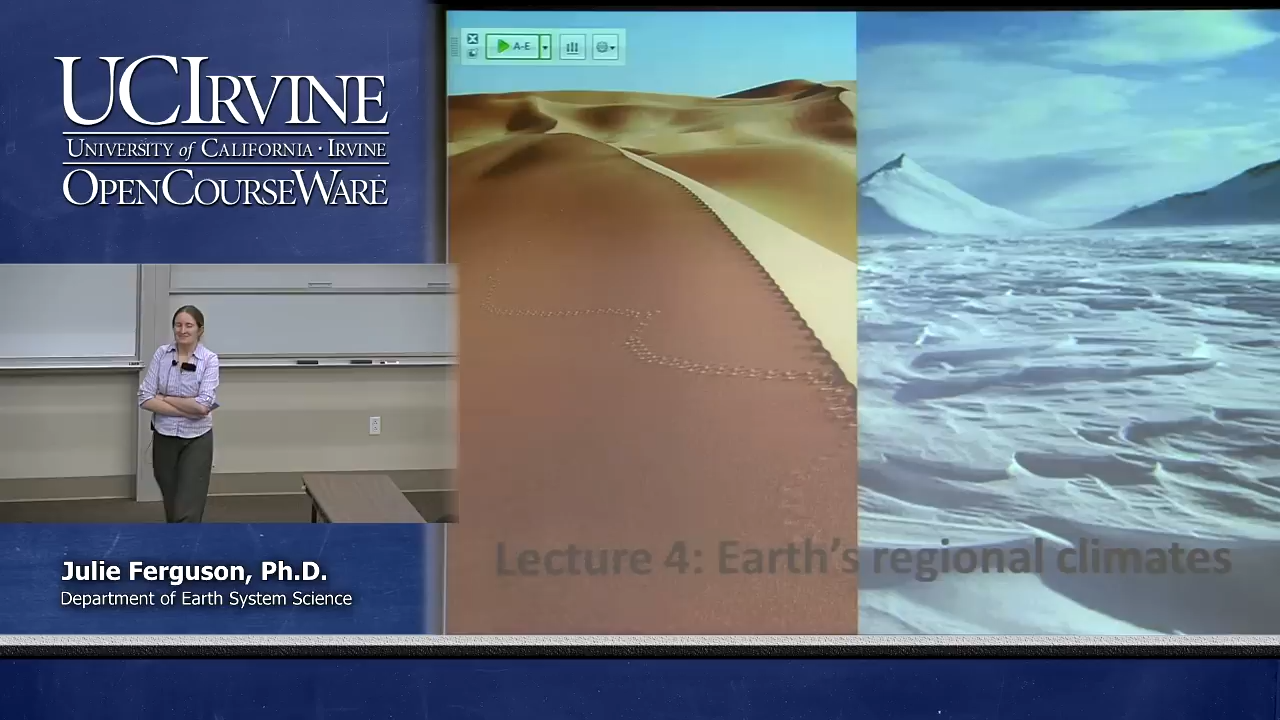 UCIRVINE
UNIVERSITY of CALIFORNIA · IRVINE
OPENCOURSEWARE
A-E
Lecture 4: Earth's regional climates
Julie Ferguson, Ph.D.
Department of Earth System Science